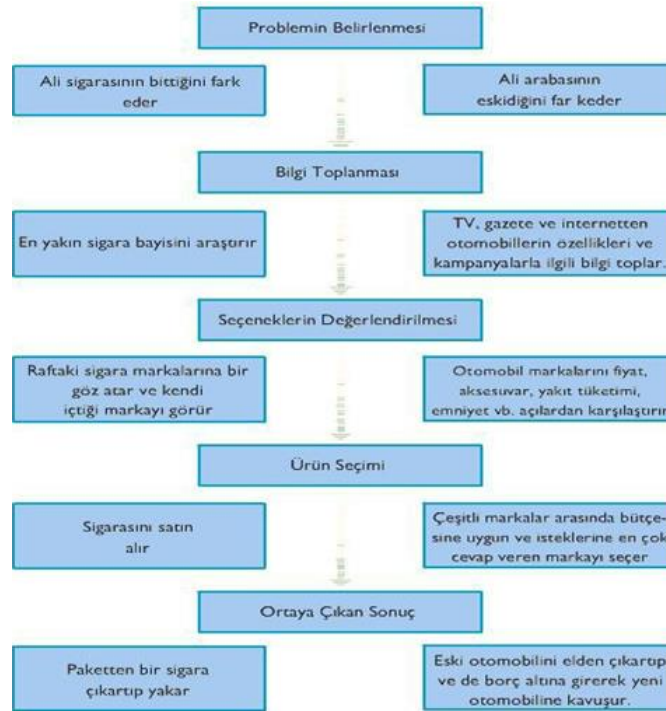 Problemin Belirlenmesi
Ali sigarasının bittiğini fark
eder
Ali arabasının
eskidiğini far keder
Bilgi Toplanması
En yakın sigara bayisini araştırır
TV, gazete ve internetten
otomobillerin özellikleri ve
kampanyalarla ilgili bilgi toplar.
Seçeneklerin Değerlendirilmesi
Raftaki sigara markalarına bir
göz atar ve kendi
içtiği markayı görür
Otomobil markalarını fiyat,
aksesuvar, yakıt tüketimi,
emniyet vb. açılardan karşılaştırır
Ürün Seçimi
Sigarasını satın
alır
Çeşitli markalar arasında bütçe-
sine uygun ve isteklerine en çok
cevap veren markayı seçer
Ortaya Çıkan Sonuç
Paketten bir sigara
çıkartıp yakar
Eski otomobilini elden çıkartıp
ve de borç altına girerek yeni
otomobiline kavuşur.